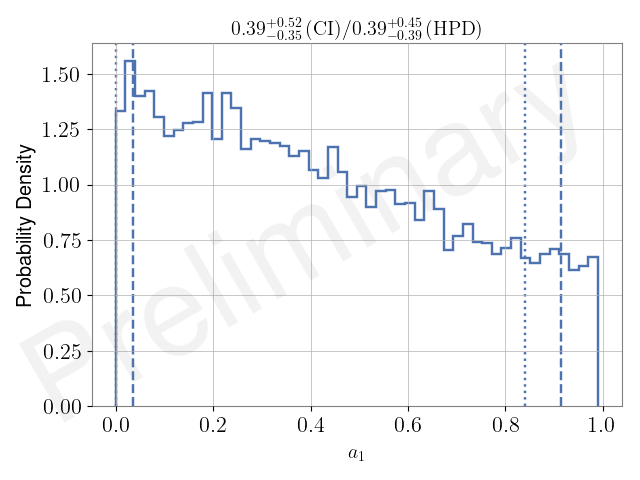 0.39^{+0.52}_{-0.35}(CI)/0.39^{+0.45}_{-0.39}(HPD)
1.50
1.25
1.00
0.75
0.50
0.25
0.00
Probability Density
Preliminary
0.0 0.2 0.4 0.6 0.8 1.0
a_1